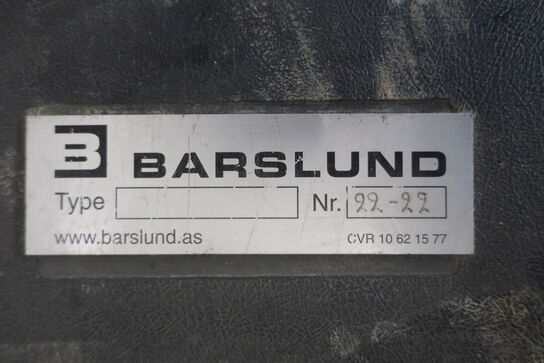 B BARSLUND
Type Nr. 22-22
www.barslund.as CVR 10 62 15 77